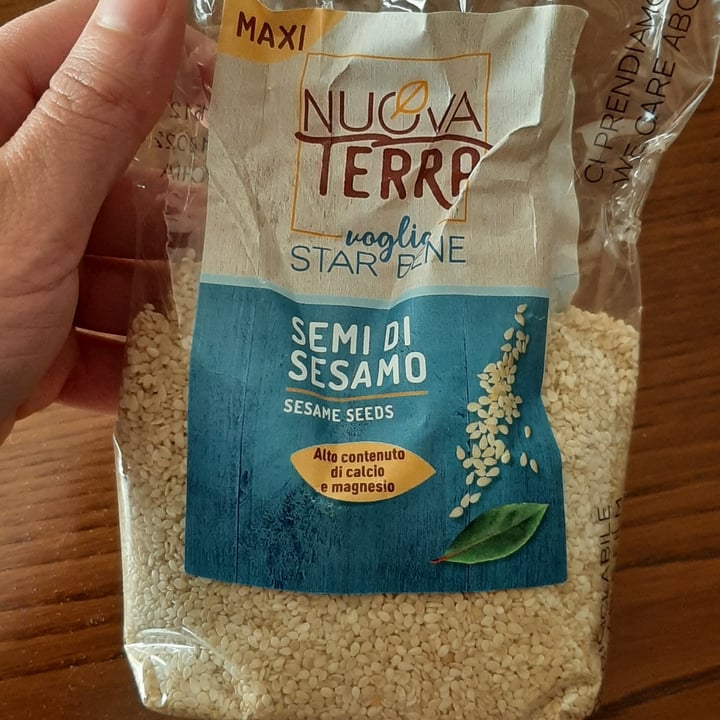 MAXI
NUOVA
TERRA
voglia
STAR BENE
SEMI DI
SESAMO
SESAME SEEDS
Alto contenuto
di calcio
e magnesio
CI PRENDIAMO
WE CARE ABO